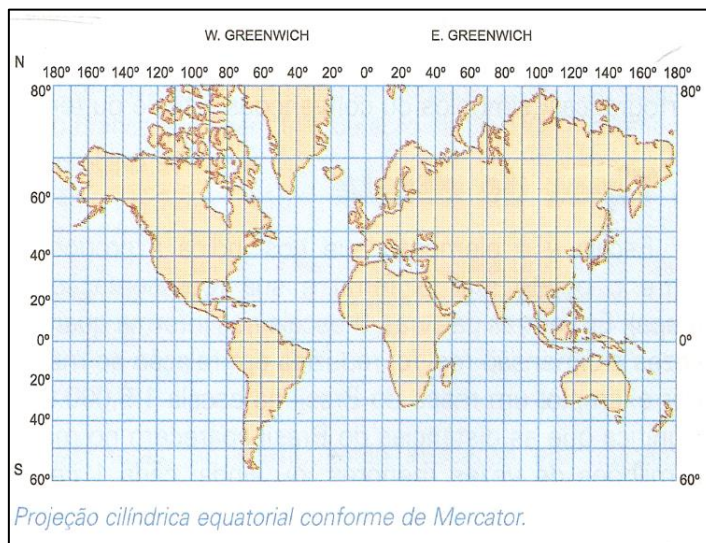 W. GREENWICH E. GREENWICH
N 180º 160º 140º 120º 100º 80º 60º 40º 20º 0º 20º 40º 60º 80º 100º 120º 140º 160º 180º
80º 80º
60º
40º
20º
0º 0º
20º
40º
S
60º 60º
Projeção cilíndrica equatorial conforme de Mercator.